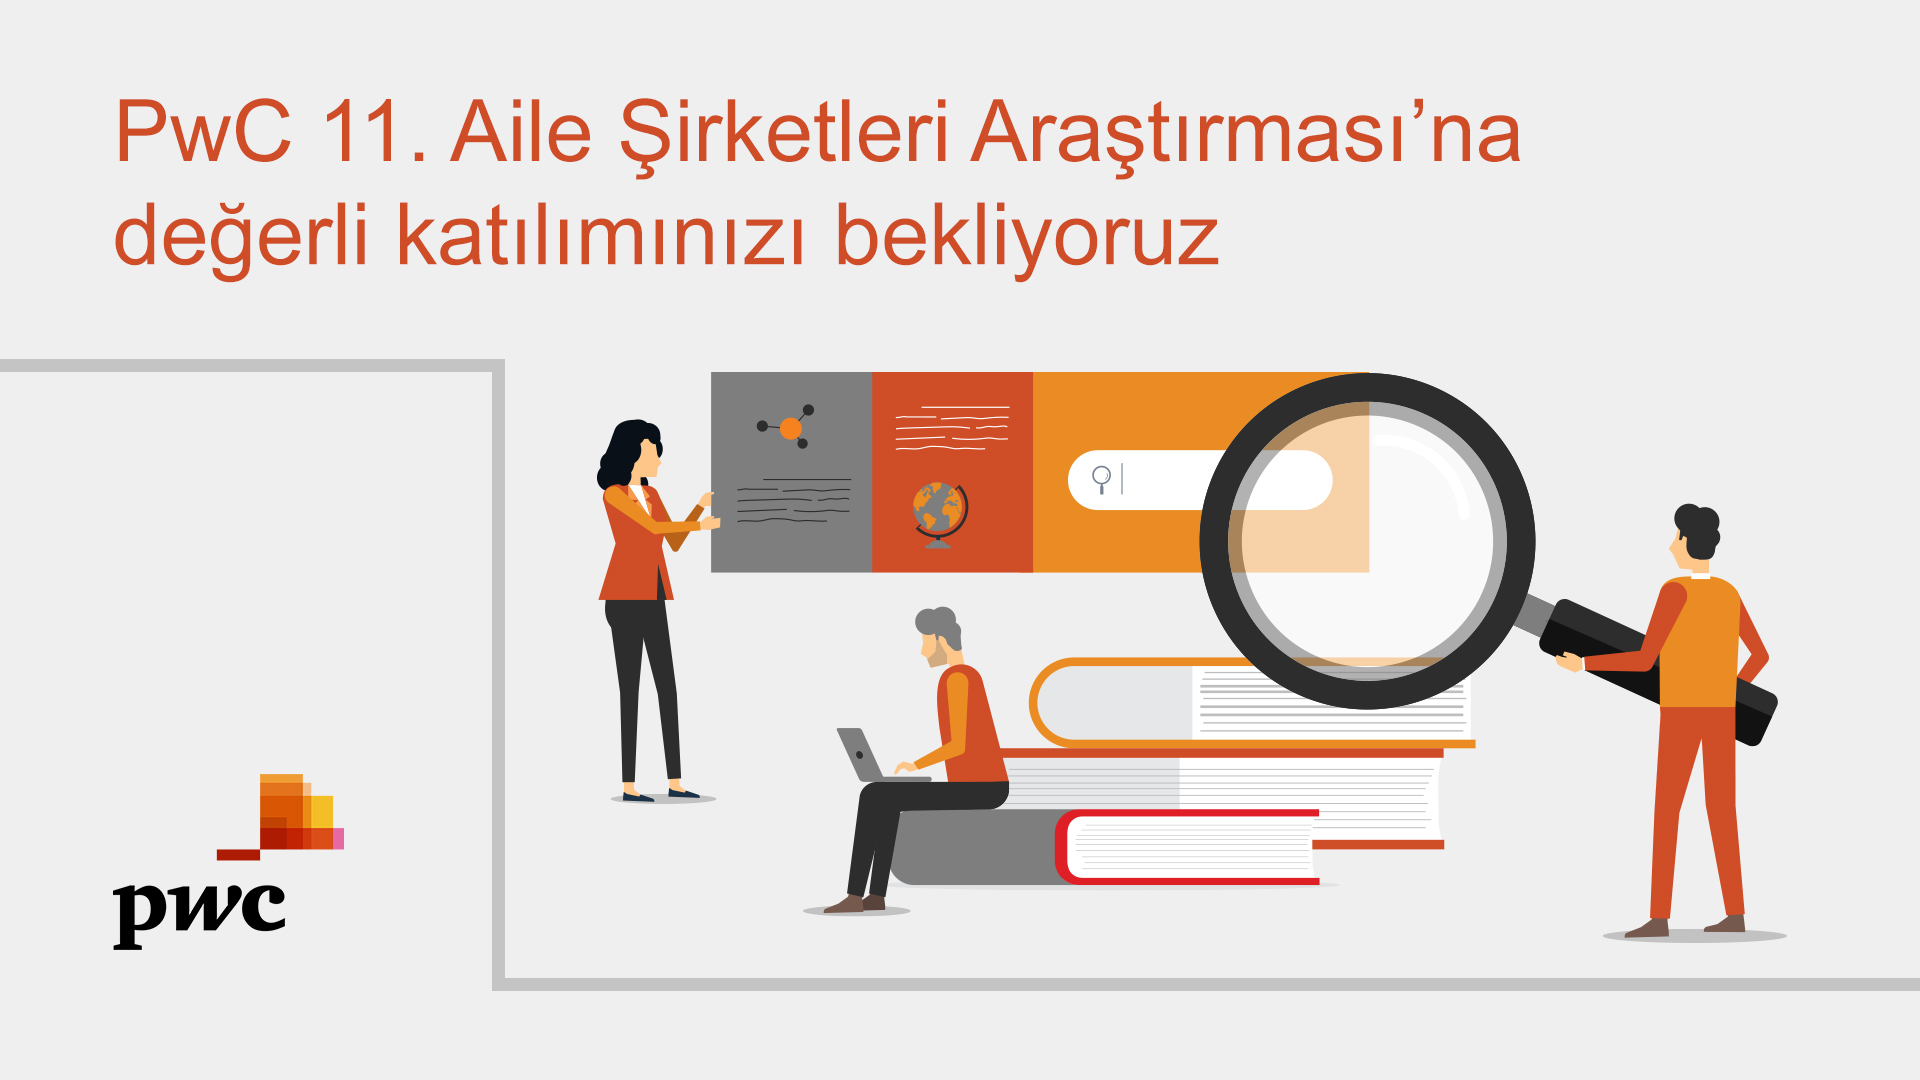 PwC 11. Aile Şirketleri Araştırması’na
değerli katılımınızı bekliyoruz
pwc